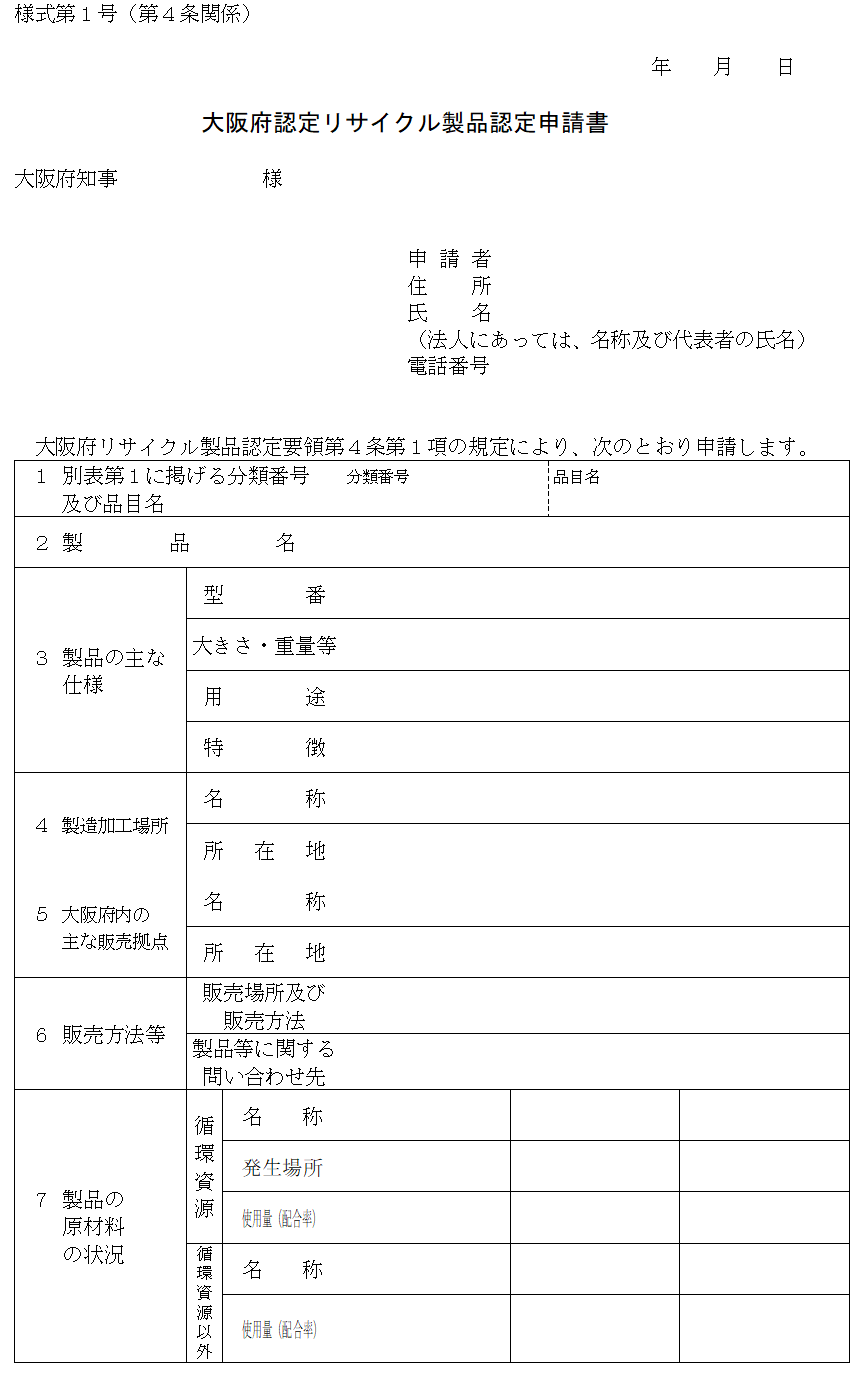 様式第１号（第４条関係）
年　　月　　日
大阪府認定リサイクル製品認定申請書
大阪府知事　　　　　　　様
申 請 者
住　　所
氏　　名
（法人にあっては、名称及び代表者の氏名）
電話番号
大阪府リサイクル製品認定要領第４条第１項の規定により、次のとおり申請します。
１ 別表第１に掲げる分類番号　分類番号　品目名
及び品目名
２ 製　　品　　名
３ 製品の主な
仕様
型　　番
大きさ・重量等
用　　途
特　　徴
４ 製造加工場所
名　　称
所　在　地
５ 大阪府内の
主な販売拠点
名　　称
所　在　地
６ 販売方法等
販売場所及び
販売方法
製品等に関する
問い合わせ先
７ 製品の
原材料
の状況
循環資源
名　称
発生場所
使用量（配合率）
循環資源以外
名　称
使用量（配合率）